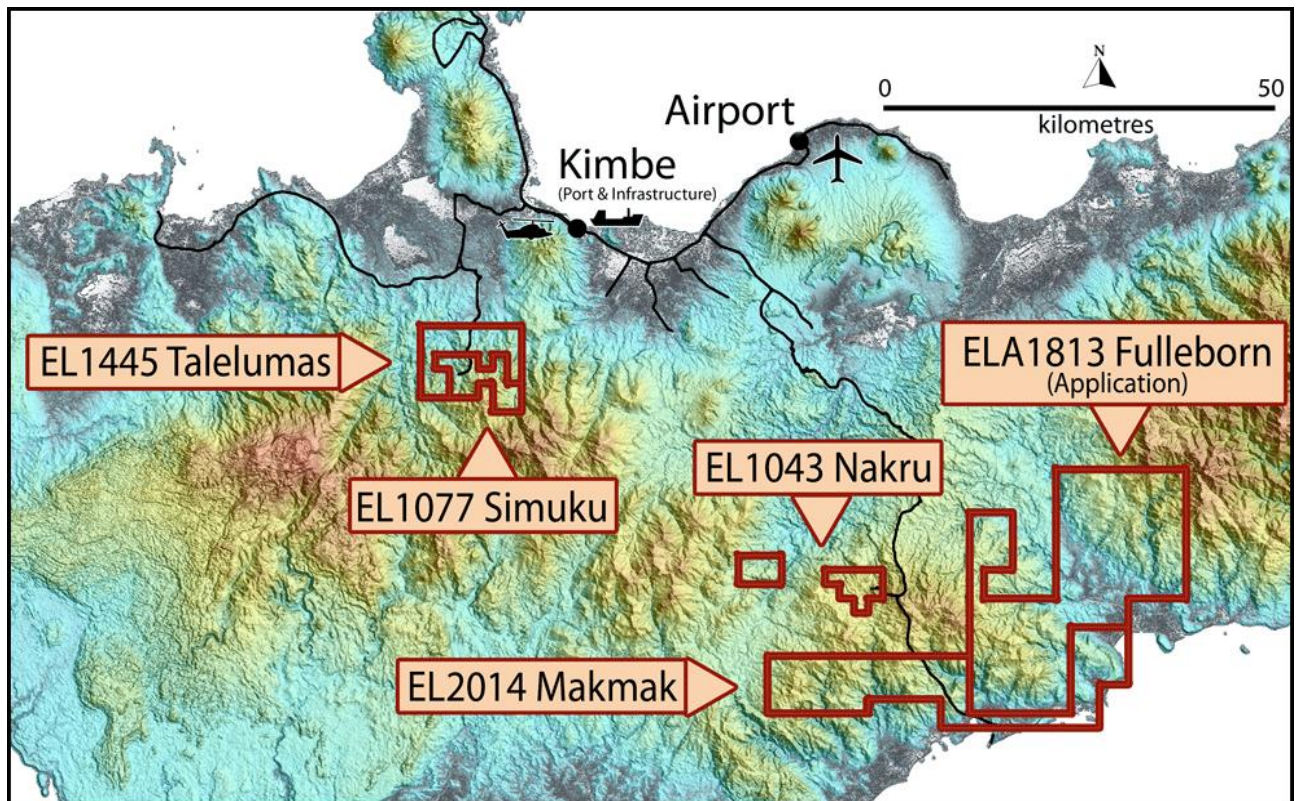 N
0 50
kilometres
Airport
Kimbe
(Port & Infrastructure)
EL1445 Talelumas
ELA1813 Fulleborn
(Application)
EL1043 Nakru
EL1077 Simuku
EL2014 Makmak